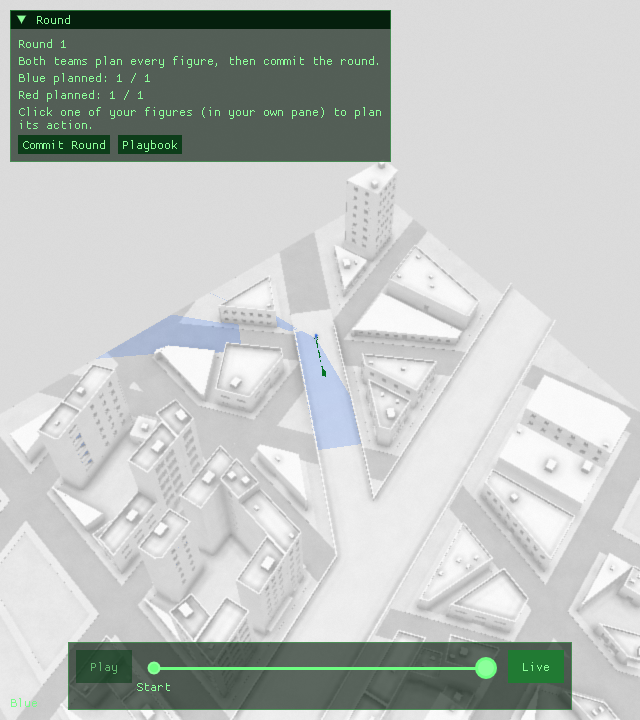 Round
Round 1
Both teams plan every figure, then commit the round.
Blue planned: 1 / 1
Red planned: 1 / 1
Click one of your figures (in your own pane) to plan
its action.
Commit Round
Playbook
Play
Start
Live
Blue